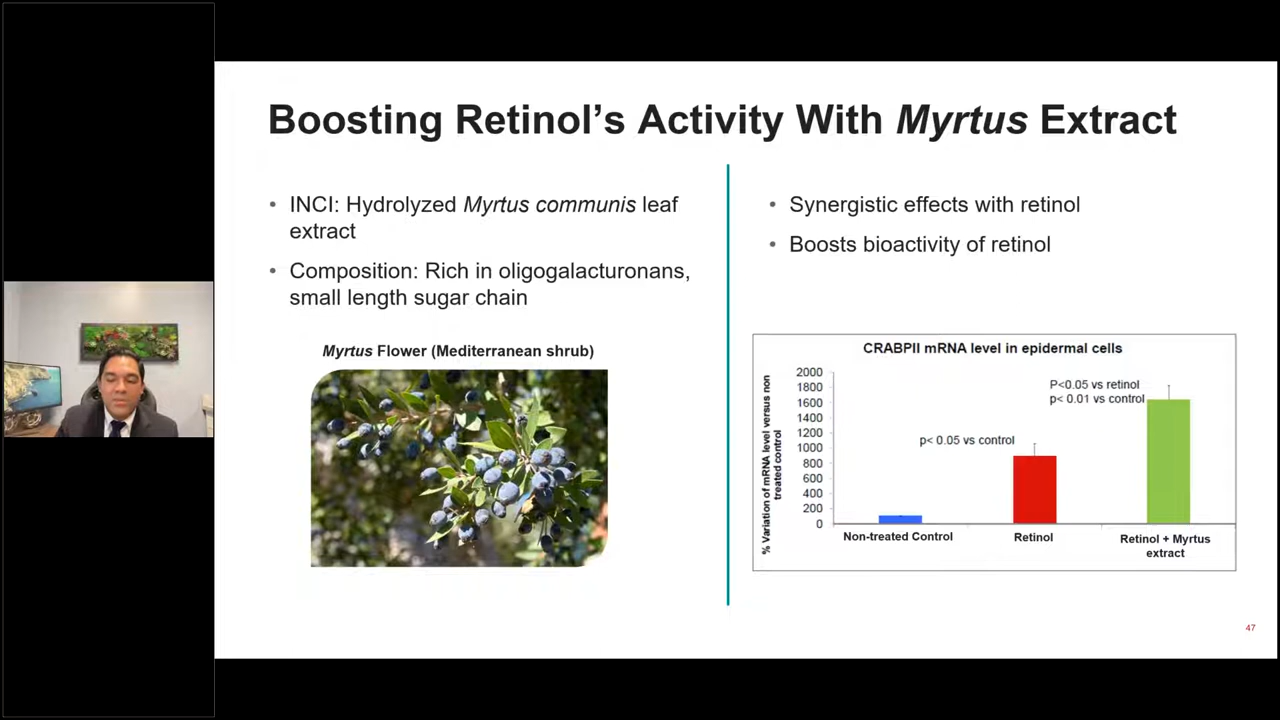 Boosting Retinol’s Activity With Myrtus Extract
• INCI: Hydrolyzed Myrtus communis leaf
extract
• Composition: Rich in oligogalacturonans,
small length sugar chain
Myrtus Flower (Mediterranean shrub)
• Synergistic effects with retinol
• Boosts bioactivity of retinol
CRABPII mRNA level in epidermal cells
% Variation of mRNA level versus non
treated control
2000
1800
1600
1400
1200
1000
800
600
400
200
0
P<0.05 vs retinol
p< 0.01 vs control
p< 0.05 vs control
Non-treated Control
Retinol
Retinol + Myrtus
extract
47